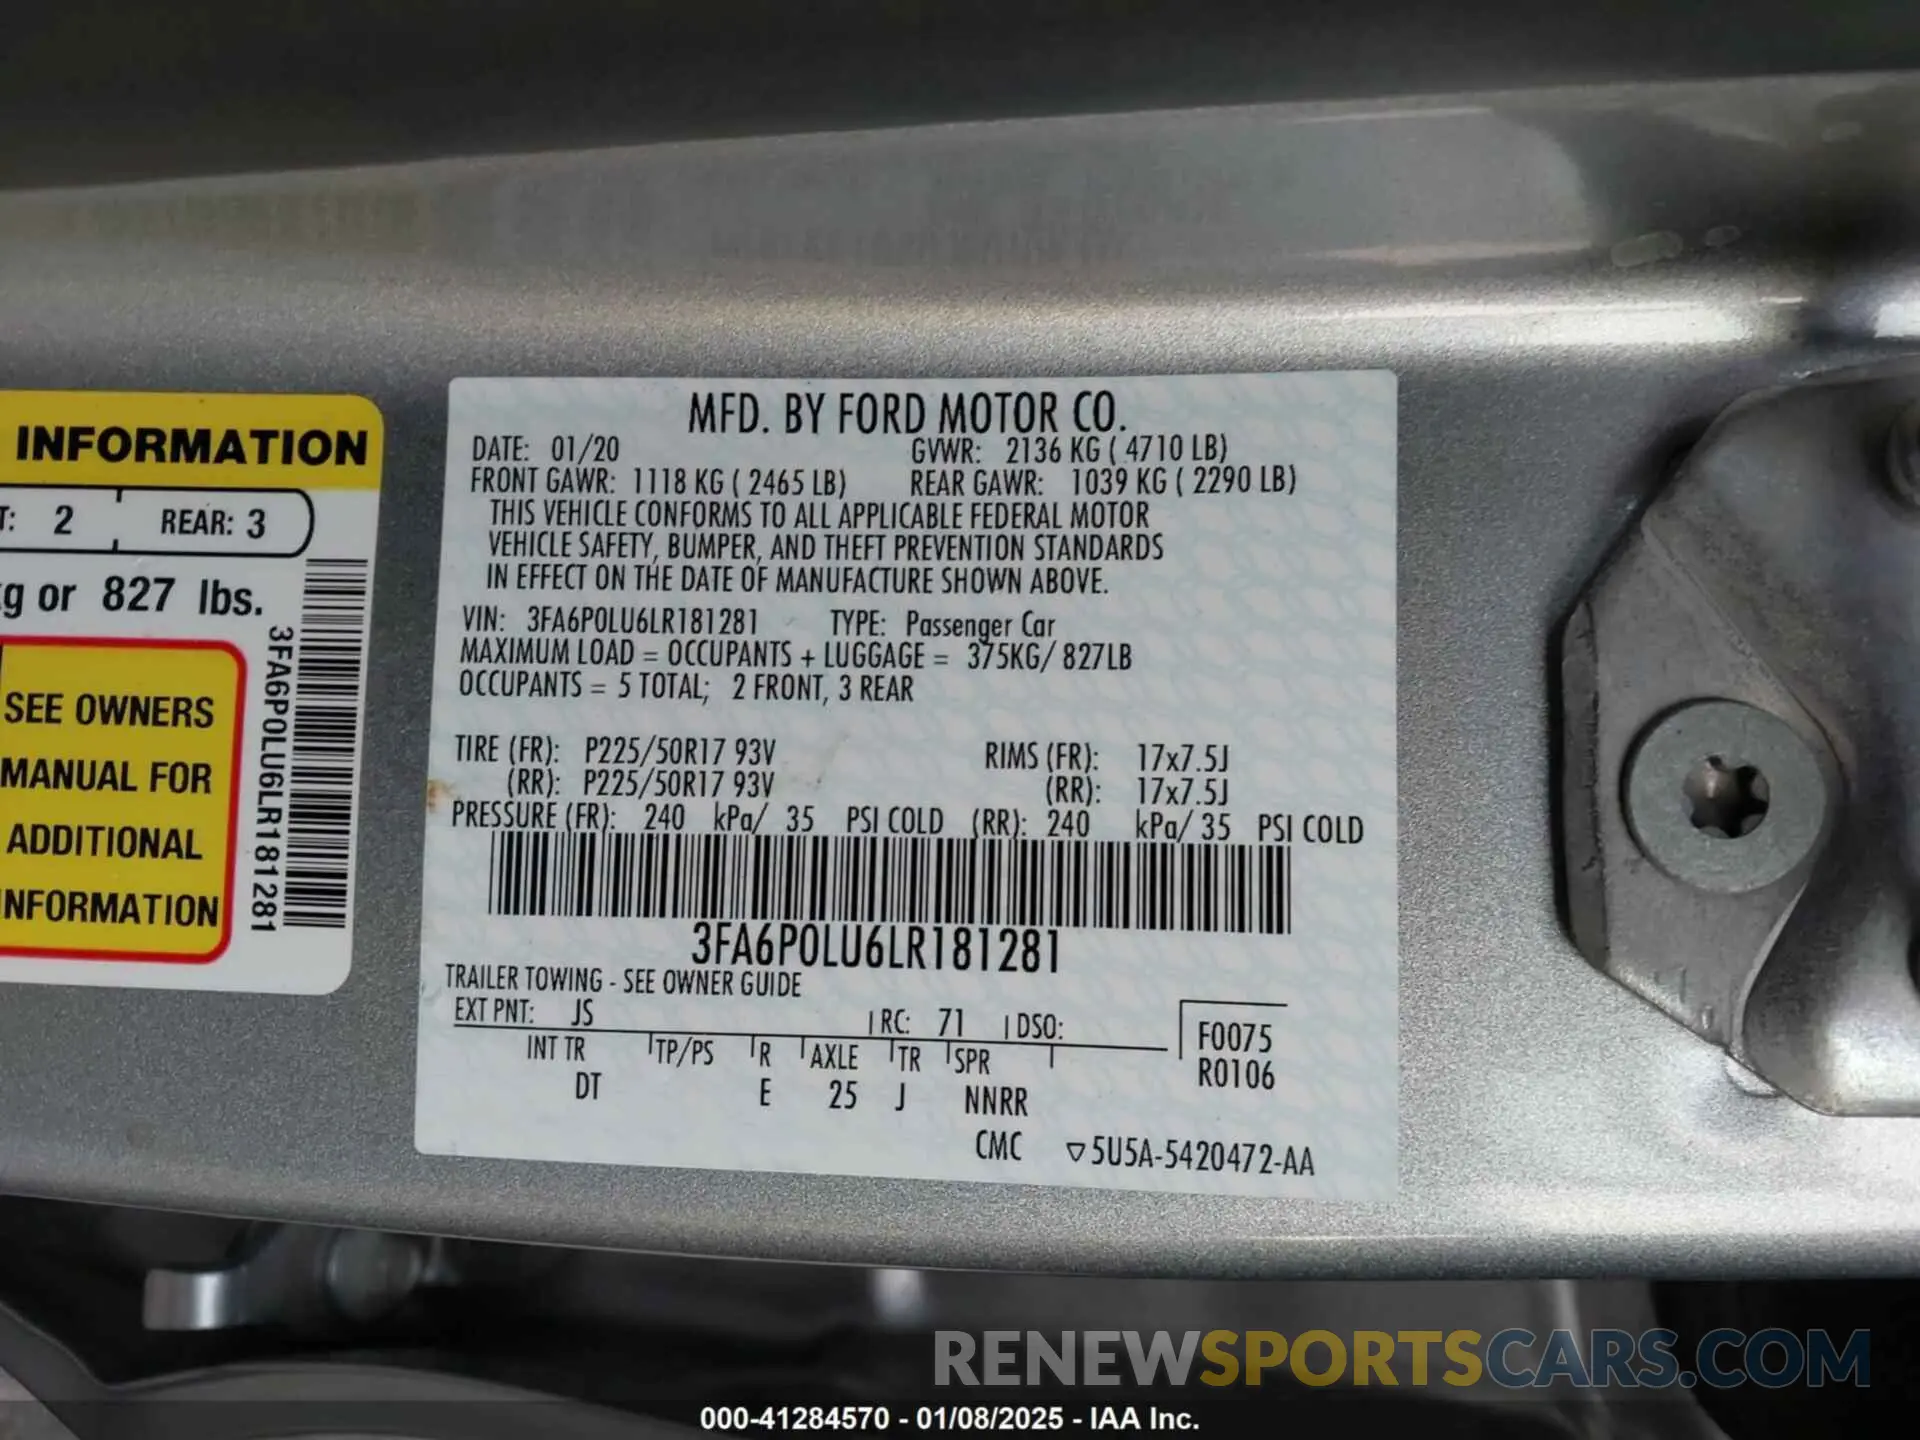 INFORMATION
T: 2 REAR: 3
kg or 827 lbs.
SEE OWNERS
MANUAL FOR
ADDITIONAL
INFORMATION
3FA6P0LU6LR181281
MFD. BY FORD MOTOR CO.
DATE: 01/20 GVWR: 2136 KG ( 4710 LB)
FRONT GAWR: 1118 KG ( 2465 LB) REAR GAWR: 1039 KG ( 2290 LB)
THIS VEHICLE CONFORMS TO ALL APPLICABLE FEDERAL MOTOR
VEHICLE SAFETY, BUMPER, AND THEFT PREVENTION STANDARDS
IN EFFECT ON THE DATE OF MANUFACTURE SHOWN ABOVE.
VIN: 3FA6P0LU6LR181281 TYPE: Passenger Car
MAXIMUM LOAD = OCCUPANTS + LUGGAGE = 375KG/ 827LB
OCCUPANTS = 5 TOTAL; 2 FRONT, 3 REAR
TIRE (FR): P225/50R17 93V RIMS (FR): 17x7.5J
(RR): P225/50R17 93V (RR): 17x7.5J
PRESSURE (FR): 240 kPa/ 35 PSI COLD (RR): 240 kPa/ 35 PSI COLD
3FA6P0LU6LR181281
TRAILER TOWING - SEE OWNER GUIDE
EXT PNT: JS RC: 71 DSO: F0075
INT TR TP/PS R AXLE TR SPR R0106
DT E 25 J NNRR
CMC ▽5U5A-5420472-AA
RENEWSPORTSCARS.COM
000-41284570 - 01/08/2025 - IAA Inc.